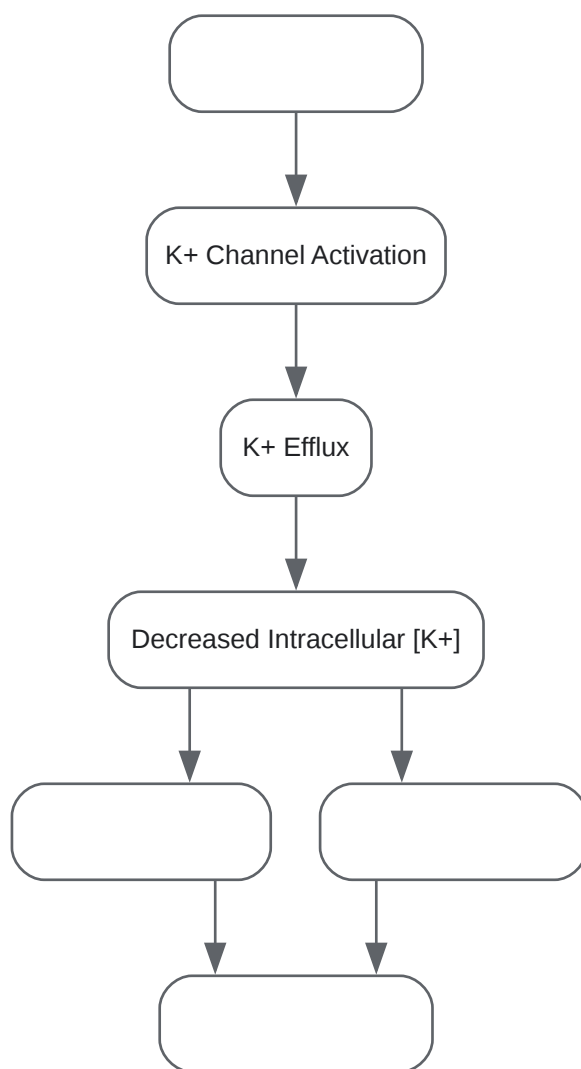 K+ Channel Activation
K+ Efflux
Decreased Intracellular [K+]